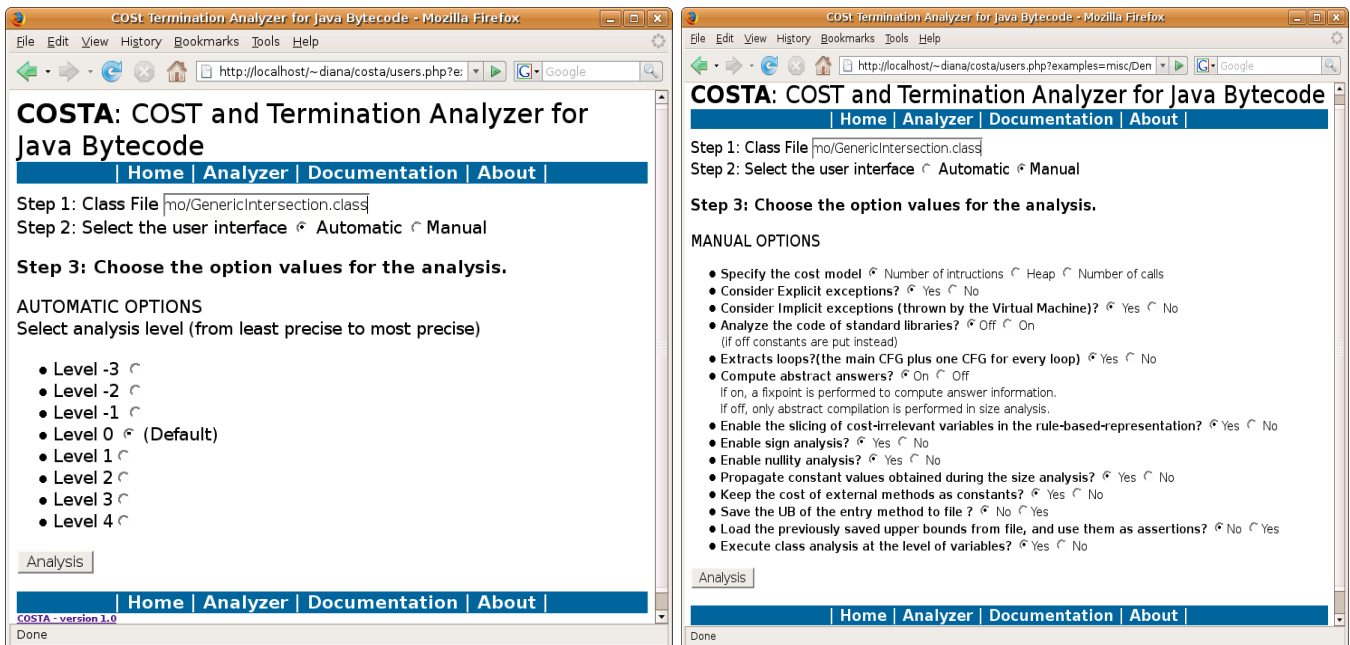 COSt Termination Analyzer for Java Bytecode - Mozilla Firefox
File Edit View History Bookmarks Tools Help
http://localhost/~diana/costa/users.php?e:
G Google
COSTA: COST and Termination Analyzer for
Java Bytecode
| Home | Analyzer | Documentation | About |
Step 1: Class File mo/GenericIntersection.class
Step 2: Select the user interface Automatic Manual
Step 3: Choose the option values for the analysis.
AUTOMATIC OPTIONS
Select analysis level (from least precise to most precise)
Level -3
Level -2
Level -1
Level 0 (Default)
Level 1
Level 2
Level 3
Level 4
Analysis
| Home | Analyzer | Documentation | About |
COSTA - version 1.0
Done
COSt Termination Analyzer for Java Bytecode - Mozilla Firefox
File Edit View History Bookmarks Tools Help
http://localhost/~diana/costa/users.php?examples=misc/Den
G Google
COSTA: COST and Termination Analyzer for Java Bytecode
| Home | Analyzer | Documentation | About |
Step 1: Class File mo/GenericIntersection.class
Step 2: Select the user interface Automatic Manual
Step 3: Choose the option values for the analysis.
MANUAL OPTIONS
Specify the cost model Number of intructions Heap Number of calls
Consider Explicit exceptions? Yes No
Consider Implicit exceptions (thrown by the Virtual Machine)? Yes No
Analyze the code of standard libraries? Off On
(if off constants are put instead)
Extracts loops?(the main CFG plus one CFG for every loop) Yes No
Compute abstract answers? On Off
If on, a fixpoint is performed to compute answer information.
If off, only abstract compilation is performed in size analysis.
Enable the slicing of cost-irrelevant variables in the rule-based-representation? Yes No
Enable sign analysis? Yes No
Enable nullity analysis? Yes No
Propagate constant values obtained during the size analysis? Yes No
Keep the cost of external methods as constants? Yes No
Save the UB of the entry method to file ? No Yes
Load the previously saved upper bounds from file, and use them as assertions? No Yes
Execute class analysis at the level of variables? Yes No
Analysis
| Home | Analyzer | Documentation | About |
Done